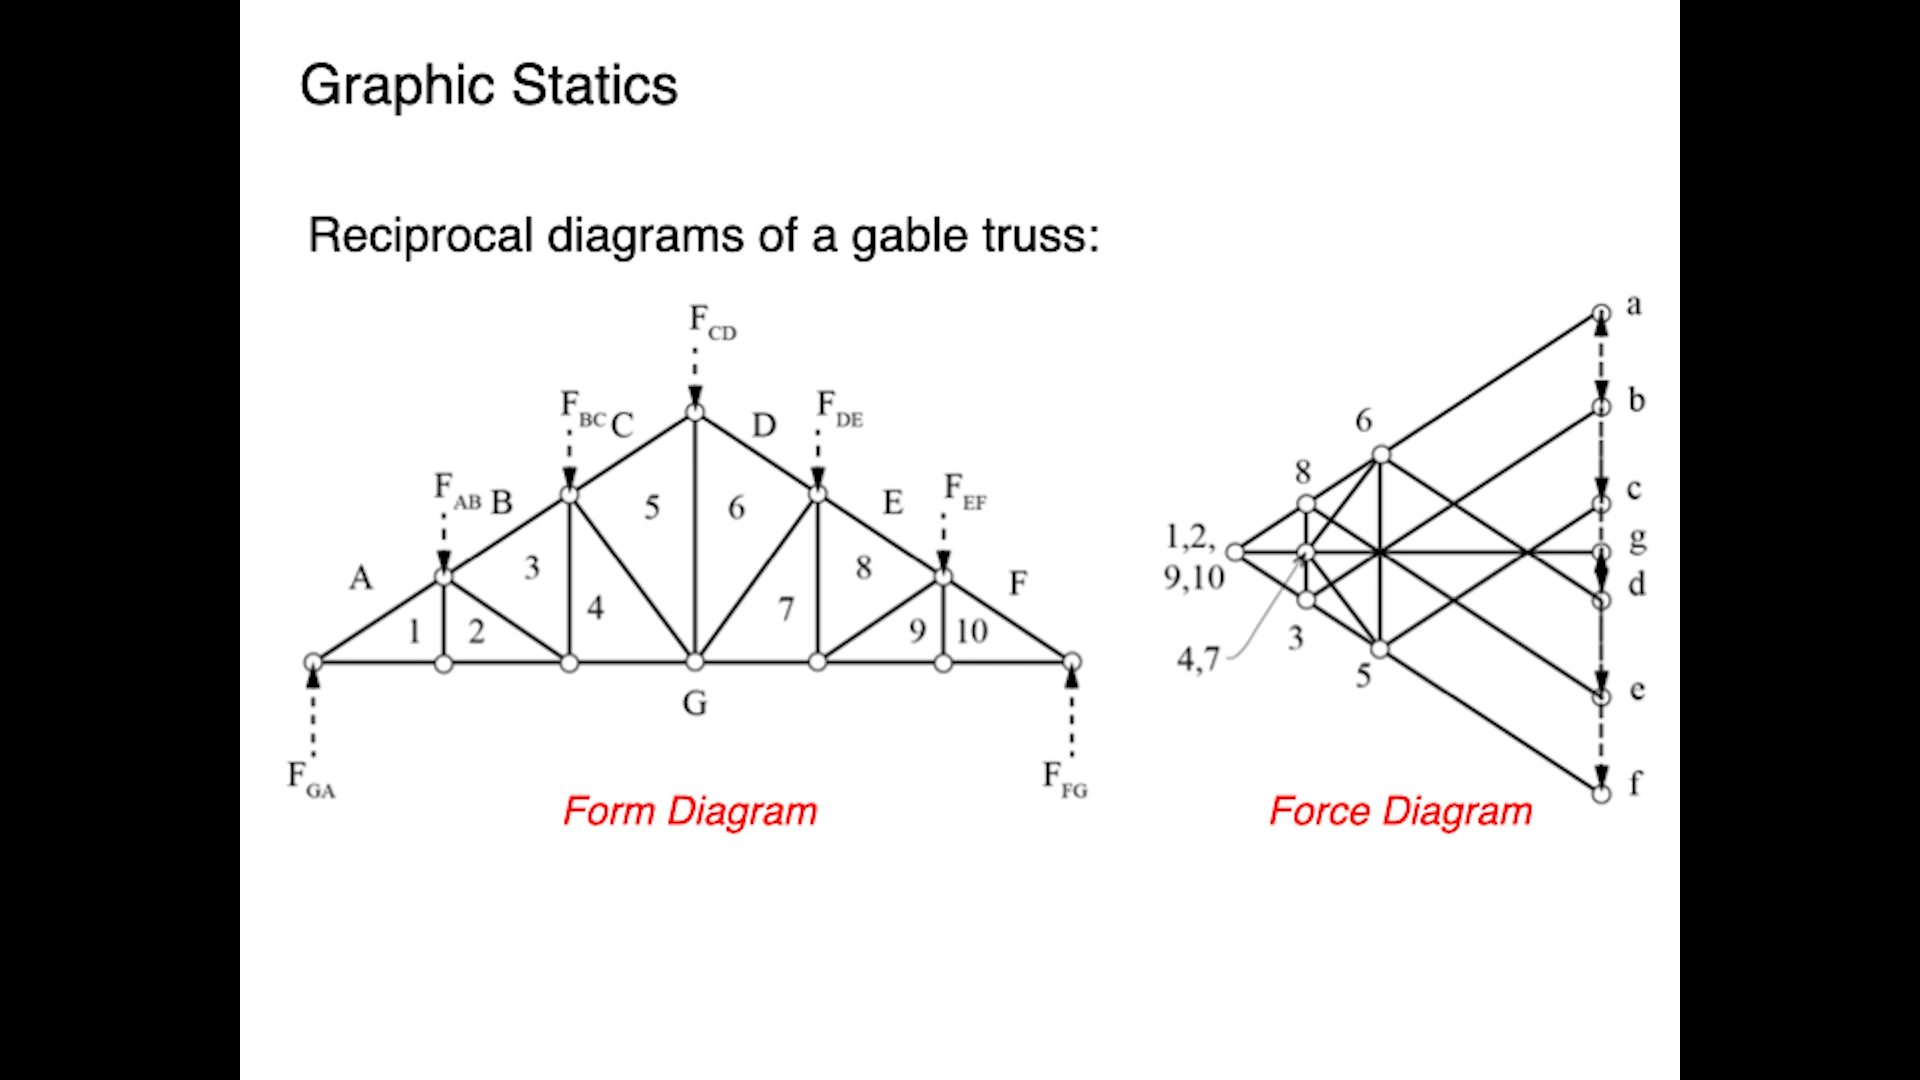 Graphic Statics
Reciprocal diagrams of a gable truss:
F_CD
F_BC C D F_DE
F_AB B 5 6 E F_EF
A 3 8 F
4 7
1 2 9 10
G
F_GA F_FG
Form Diagram
a
b
6
8 c
1,2, g
9,10 d
3
4,7 5 e
f
Force Diagram